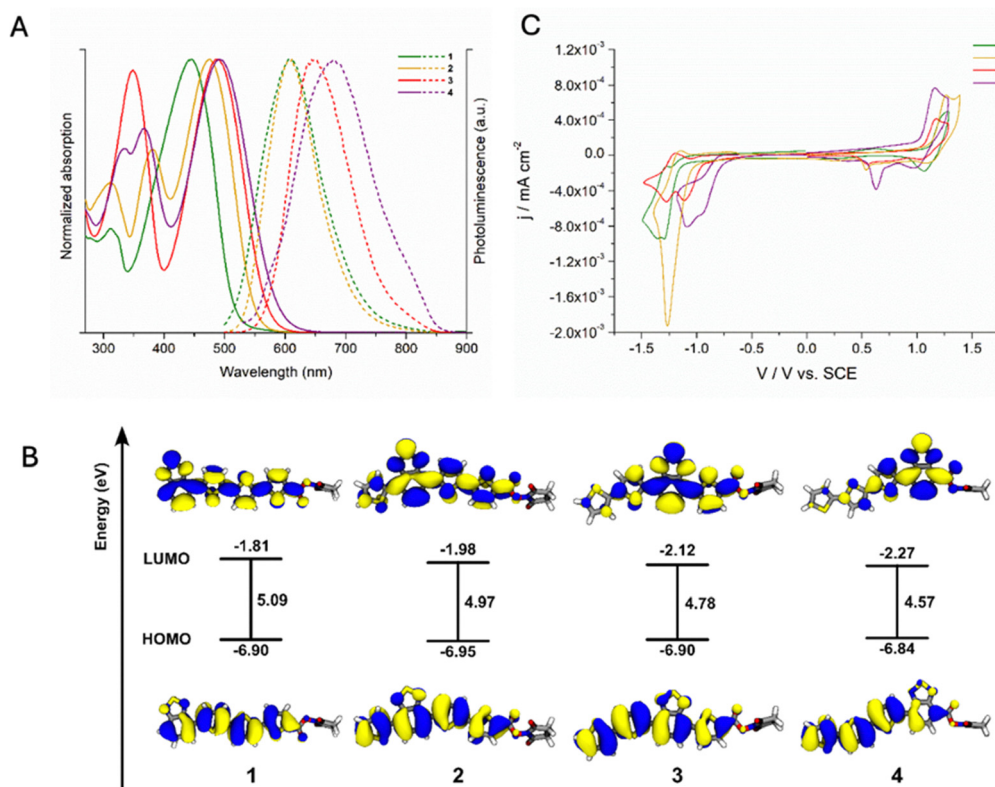 A
Normalized absorption
1
2
3
4
Photoluminescence (a.u.)
300 400 500 600 700 800 900
Wavelength (nm)
C
j / mA cm⁻²
1.2x10⁻³
8.0x10⁻⁴
4.0x10⁻⁴
0.0
-4.0x10⁻⁴
-8.0x10⁻⁴
-1.2x10⁻³
-1.6x10⁻³
-2.0x10⁻³
-1.5 -1.0 -0.5 0.0 0.5 1.0 1.5
V / V vs. SCE
B
Energy (eV)
LUMO
-1.81 -1.98 -2.12 -2.27
5.09 4.97 4.78 4.57
HOMO
-6.90 -6.95 -6.90 -6.84
1 2 3 4